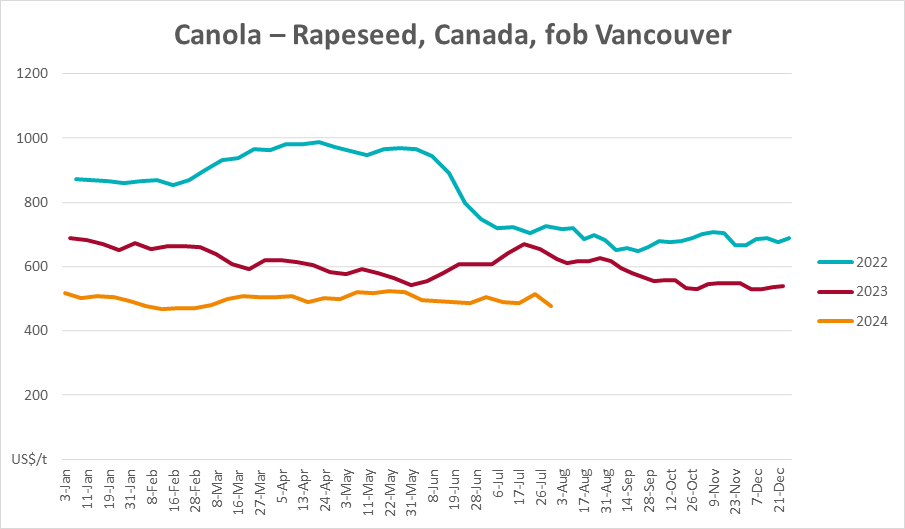 Canola – Rapeseed, Canada, fob Vancouver
1200
1000
800
600
400
200
US$/t
2022
2023
2024
3-Jan
11-Jan
19-Jan
31-Jan
8-Feb
16-Feb
28-Feb
8-Mar
16-Mar
27-Mar
5-Apr
13-Apr
24-Apr
3-May
11-May
22-May
31-May
8-Jun
19-Jun
28-Jun
6-Jul
17-Jul
26-Jul
3-Aug
17-Aug
31-Aug
14-Sep
28-Sep
12-Oct
26-Oct
9-Nov
23-Nov
7-Dec
21-Dec